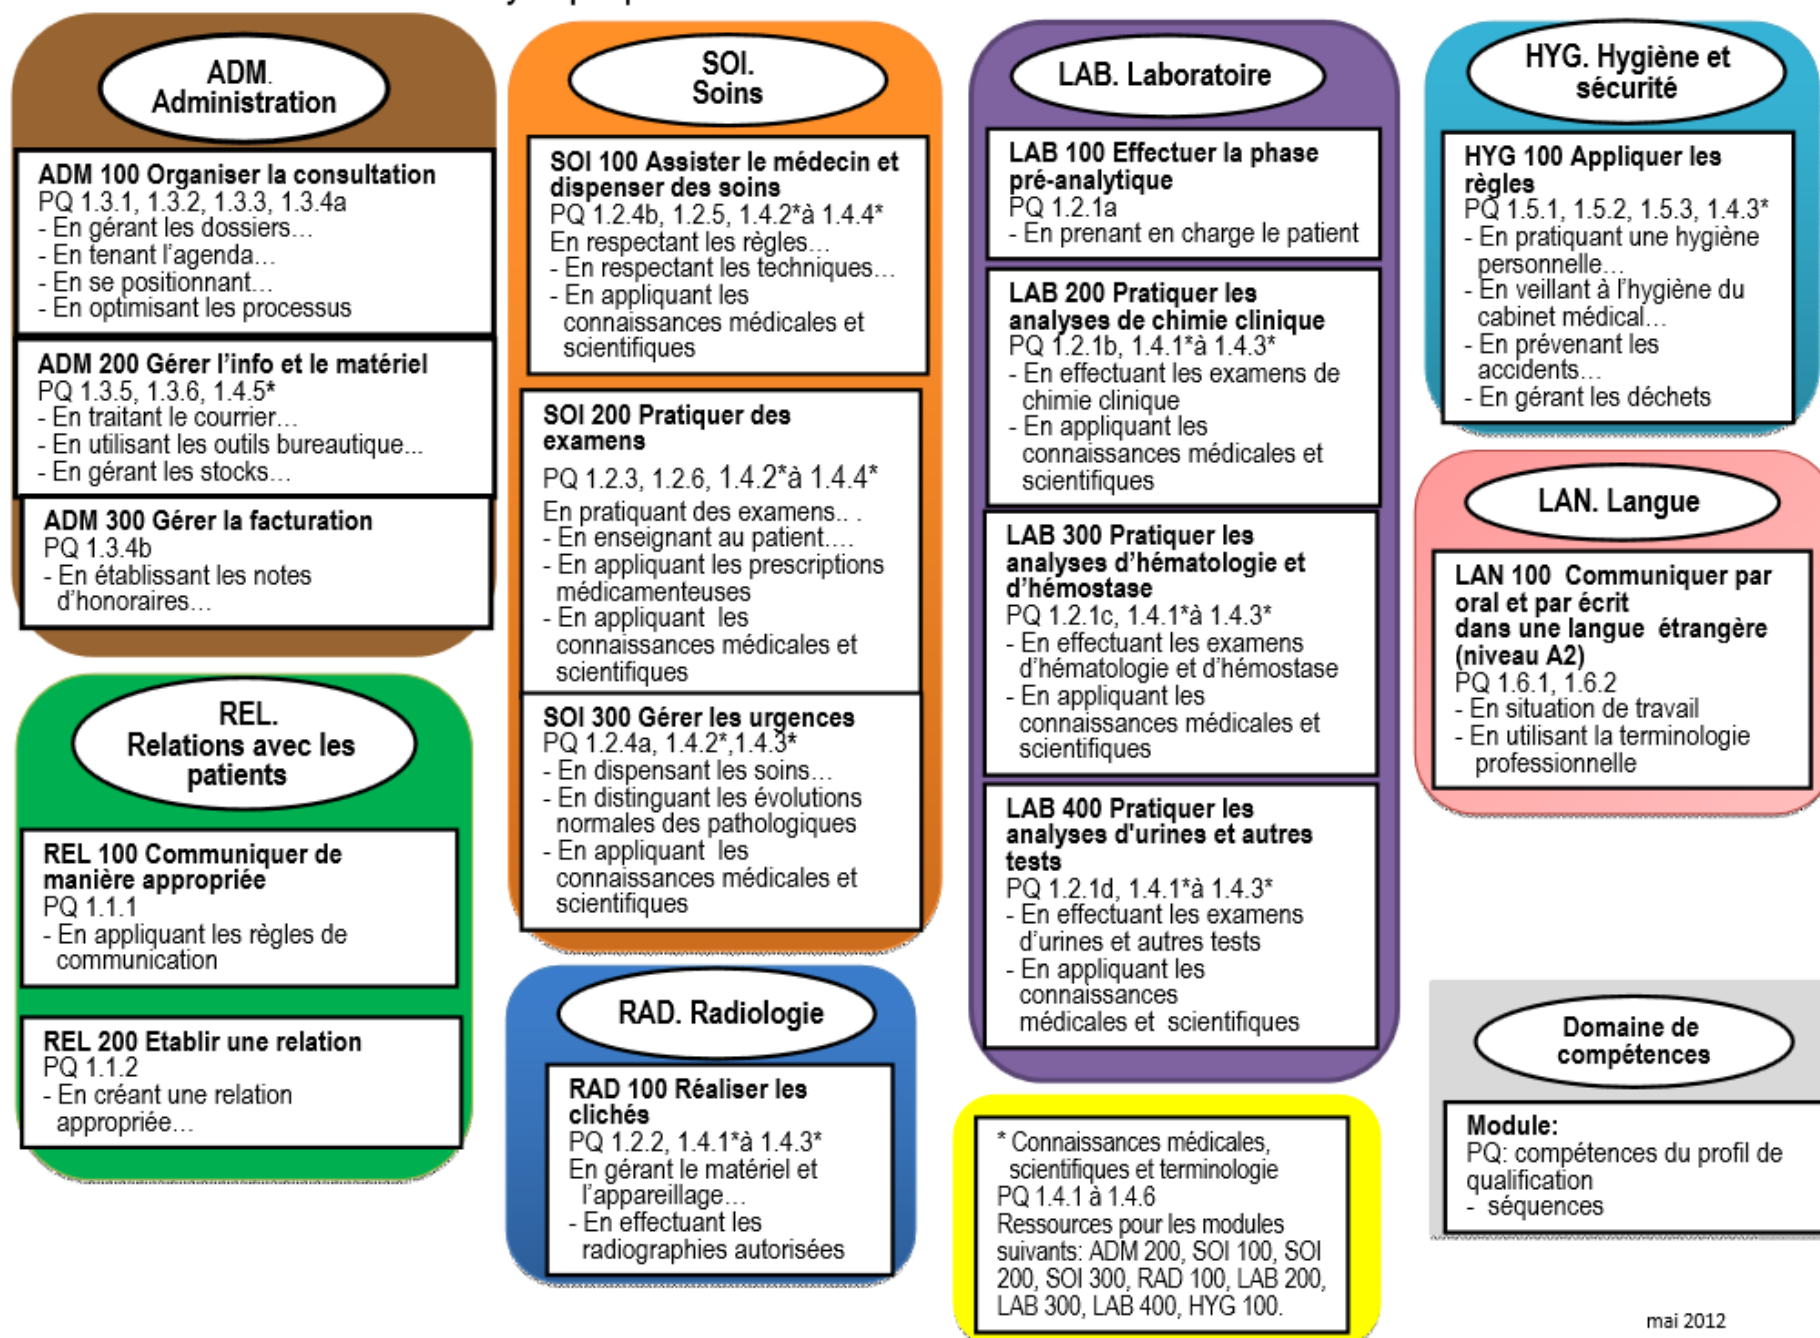 ADM.
Administration
ADM 100 Organiser la consultation
PQ 1.3.1, 1.3.2, 1.3.3, 1.3.4a
- En gérant les dossiers…
- En tenant l'agenda…
- En se positionnant…
- En optimisant les processus
ADM 200 Gérer l'info et le matériel
PQ 1.3.5, 1.3.6, 1.4.5*
- En traitant le courrier…
- En utilisant les outils bureautique...
- En gérant les stocks…
ADM 300 Gérer la facturation
PQ 1.3.4b
- En établissant les notes
d'honoraires…
REL.
Relations avec les
patients
REL 100 Communiquer de
manière appropriée
PQ 1.1.1
- En appliquant les règles de
communication
REL 200 Etablir une relation
PQ 1.1.2
- En créant une relation
appropriée…
SOI.
Soins
SOI 100 Assister le médecin et
dispenser des soins
PQ 1.2.4b, 1.2.5, 1.4.2*à 1.4.4*
En respectant les règles…
- En respectant les techniques…
- En appliquant les
connaissances médicales et
scientifiques
SOI 200 Pratiquer des
examens
PQ 1.2.3, 1.2.6, 1.4.2*à 1.4.4*
En pratiquant des examens.. .
- En enseignant au patient….
- En appliquant les prescriptions
médicamenteuses
- En appliquant les
connaissances médicales et
scientifiques
SOI 300 Gérer les urgences
PQ 1.2.4a, 1.4.2*,1.4.3*
- En dispensant les soins…
- En distinguant les évolutions
normales des pathologiques
- En appliquant les
connaissances médicales et
scientifiques
RAD. Radiologie
RAD 100 Réaliser les
clichés
PQ 1.2.2, 1.4.1*à 1.4.3*
En gérant le matériel et
l'appareillage…
- En effectuant les
radiographies autorisées
LAB. Laboratoire
LAB 100 Effectuer la phase
pré-analytique
PQ 1.2.1a
- En prenant en charge le patient
LAB 200 Pratiquer les
analyses de chimie clinique
PQ 1.2.1b, 1.4.1*à 1.4.3*
- En effectuant les examens de
chimie clinique
- En appliquant les
connaissances médicales et
scientifiques
LAB 300 Pratiquer les
analyses d'hématologie et
d'hémostase
PQ 1.2.1c, 1.4.1*à 1.4.3*
- En effectuant les examens
d'hématologie et d'hémostase
- En appliquant les
connaissances médicales et
scientifiques
LAB 400 Pratiquer les
analyses d'urines et autres
tests
PQ 1.2.1d, 1.4.1*à 1.4.3*
- En effectuant les examens
d'urines et autres tests
- En appliquant les
connaissances
médicales et scientifiques
* Connaissances médicales,
scientifiques et terminologie
PQ 1.4.1 à 1.4.6
Ressources pour les modules
suivants: ADM 200, SOI 100, SOI
200, SOI 300, RAD 100, LAB 200,
LAB 300, LAB 400, HYG 100.
HYG. Hygiène et
sécurité
HYG 100 Appliquer les
règles
PQ 1.5.1, 1.5.2, 1.5.3, 1.4.3*
- En pratiquant une hygiène
personnelle…
- En veillant à l'hygiène du
cabinet médical…
- En prévenant les
accidents…
- En gérant les déchets
LAN. Langue
LAN 100 Communiquer par
oral et par écrit
dans une langue étrangère
(niveau A2)
PQ 1.6.1, 1.6.2
- En situation de travail
- En utilisant la terminologie
professionnelle
Domaine de
compétences
Module:
PQ: compétences du profil de
qualification
- séquences
mai 2012